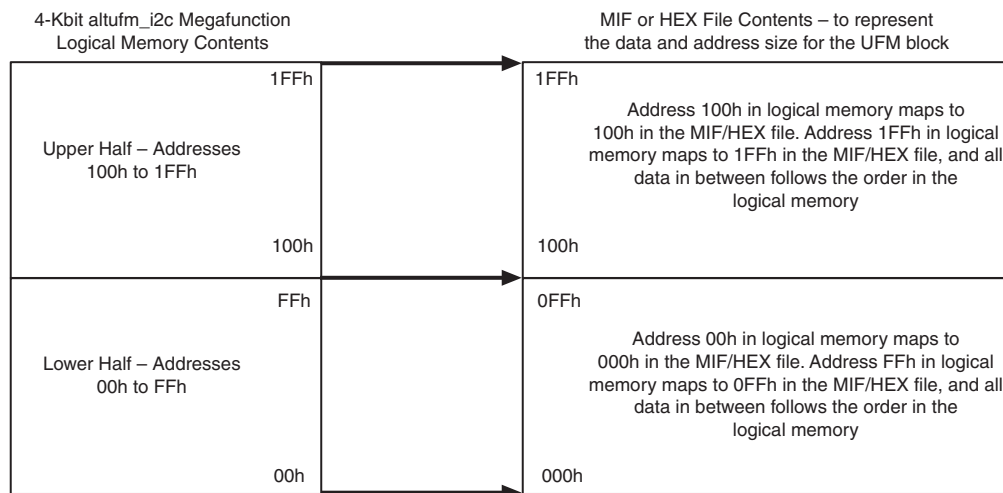 4-Kbit altufm_i2c Megafunction
Logical Memory Contents
MIF or HEX File Contents – to represent
the data and address size for the UFM block
1FFh
Upper Half – Addresses
100h to 1FFh
100h
1FFh
Address 100h in logical memory maps to
100h in the MIF/HEX file. Address 1FFh in logical
memory maps to 1FFh in the MIF/HEX file, and all
data in between follows the order in the
logical memory
100h
FFh
Lower Half – Addresses
00h to FFh
00h
0FFh
Address 00h in logical memory maps to
000h in the MIF/HEX file. Address FFh in logical
memory maps to 0FFh in the MIF/HEX file, and all
data in between follows the order in the
logical memory
000h